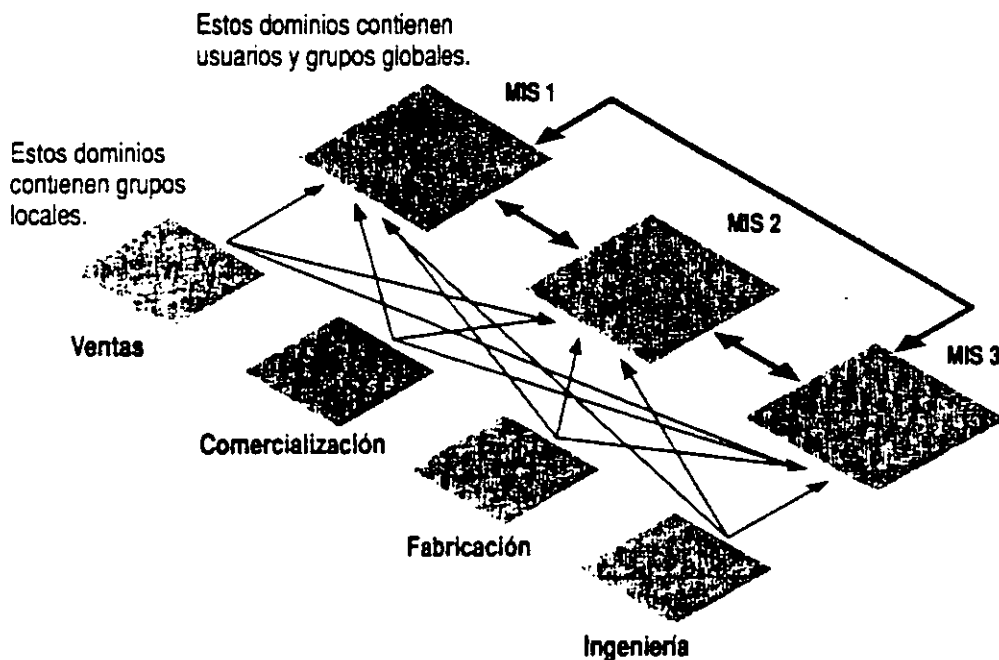 Estos dominios contienen
usuarios y grupos globales.
MIS 1
Estos dominios
contienen grupos
locales.
MIS 2
Ventas
MIS 3
Comercialización
Fabricación
Ingeniería